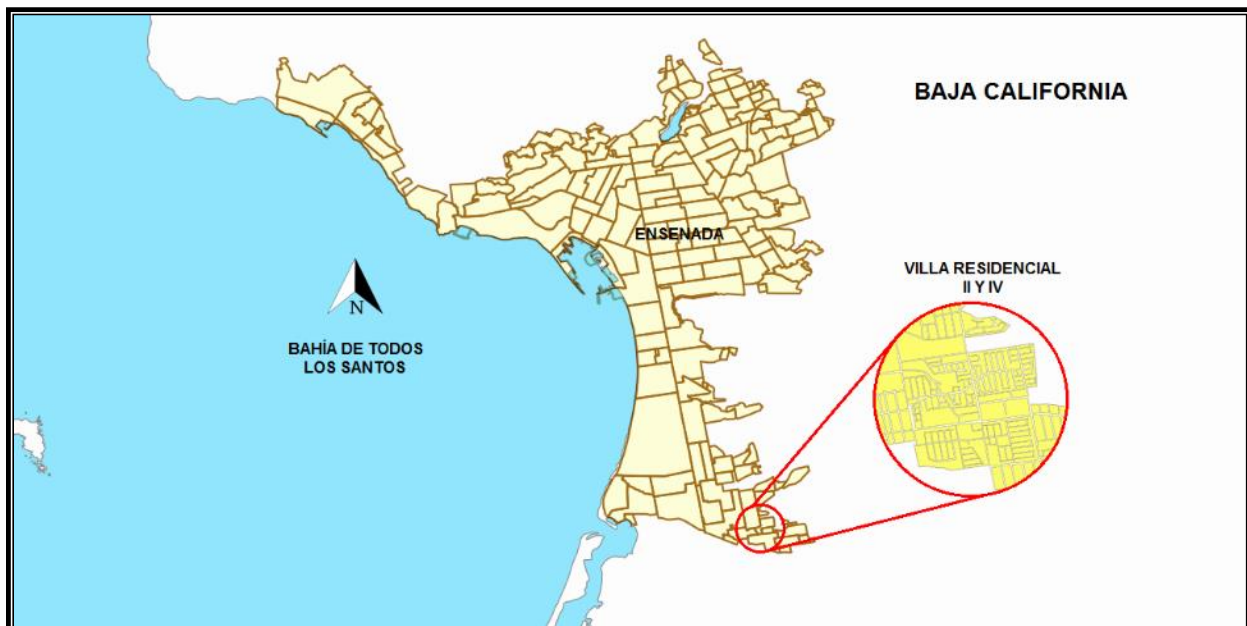 BAJA CALIFORNIA
ENSENADA
VILLA RESIDENCIAL
II Y IV
N
BAHÍA DE TODOS
LOS SANTOS